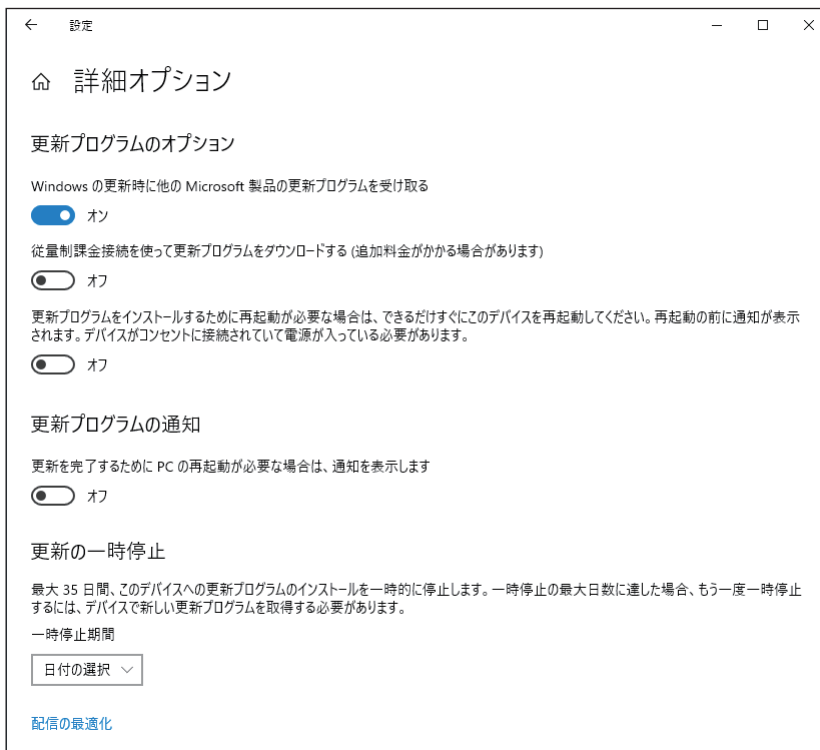 設定
詳細オプション
更新プログラムのオプション
Windows の更新時に他の Microsoft 製品の更新プログラムを受け取る
オン
従量制課金接続を使って更新プログラムをダウンロードする (追加料金がかかる場合があります)
オフ
更新プログラムをインストールするために再起動が必要な場合は、できるだけすぐにこのデバイスを再起動してください。再起動の前に通知が表示
されます。デバイスがコンセントに接続されていて電源が入っている必要があります。
オフ
更新プログラムの通知
更新を完了するために PC の再起動が必要な場合は、通知を表示します
オフ
更新の一時停止
最大 35 日間、このデバイスへの更新プログラムのインストールを一時的に停止します。一時停止の最大日数に達した場合、もう一度一時停止
するには、デバイスで新しい更新プログラムを取得する必要があります。
一時停止期間
日付の選択
配信の最適化